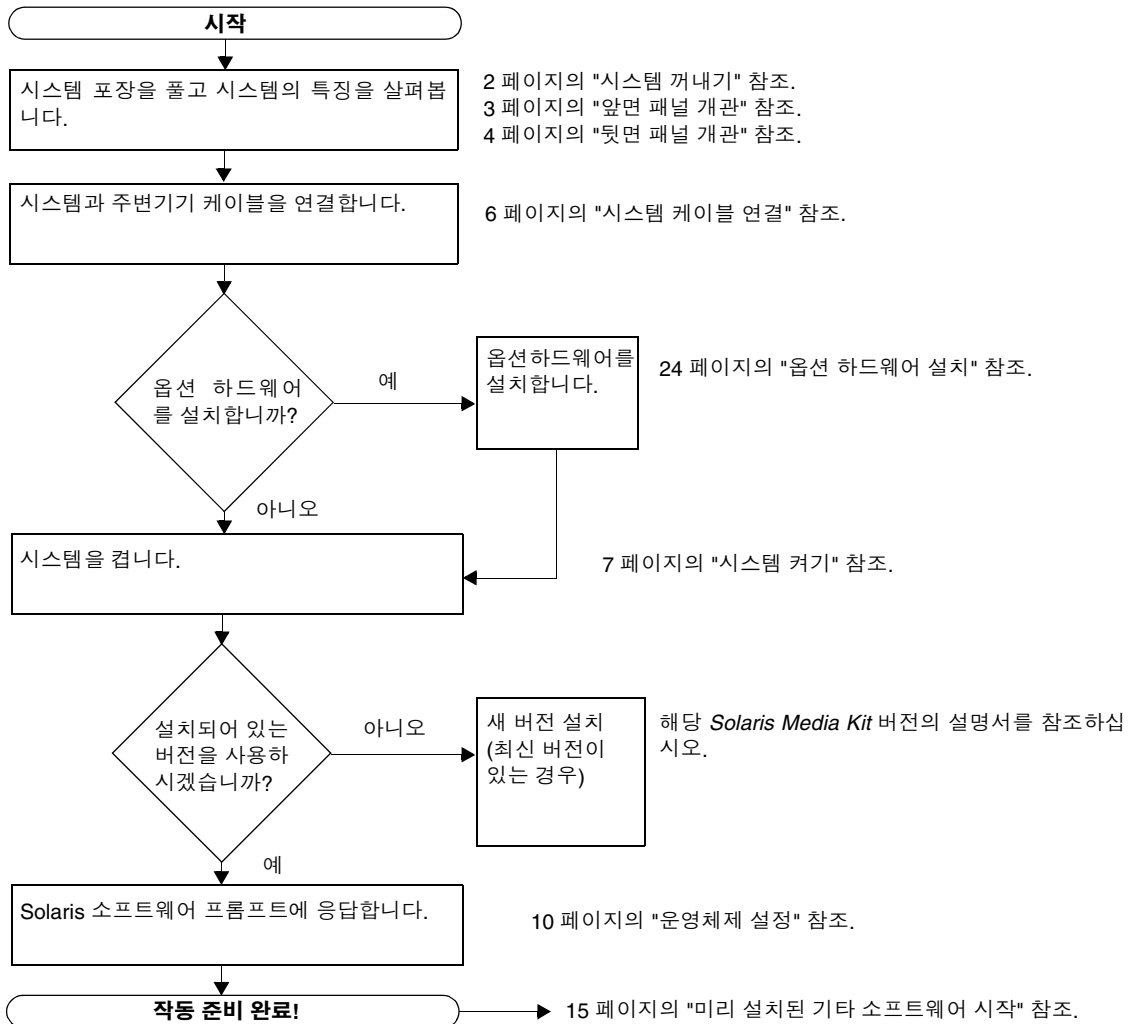 시작
시스템 포장을 풀고 시스템의 특징을 살펴봅
니다.
2 페이지의 "시스템 꺼내기" 참조.
3 페이지의 "앞면 패널 개관" 참조.
4 페이지의 "뒷면 패널 개관" 참조.
시스템과 주변기기 케이블을 연결합니다.
6 페이지의 "시스템 케이블 연결" 참조.
옵션 하드웨어
를 설치합니까?
예
옵션하드웨어를
설치합니다.
24 페이지의 "옵션 하드웨어 설치" 참조.
아니오
시스템을 켭니다.
7 페이지의 "시스템 켜기" 참조.
설치되어 있는
버전을 사용하
시겠습니까?
아니오
새 버전 설치
(최신 버전이
있는 경우)
해당 Solaris Media Kit 버전의 설명서를 참조하십
시오.
예
Solaris 소프트웨어 프롬프트에 응답합니다.
10 페이지의 "운영체제 설정" 참조.
작동 준비 완료!
15 페이지의 "미리 설치된 기타 소프트웨어 시작" 참조.